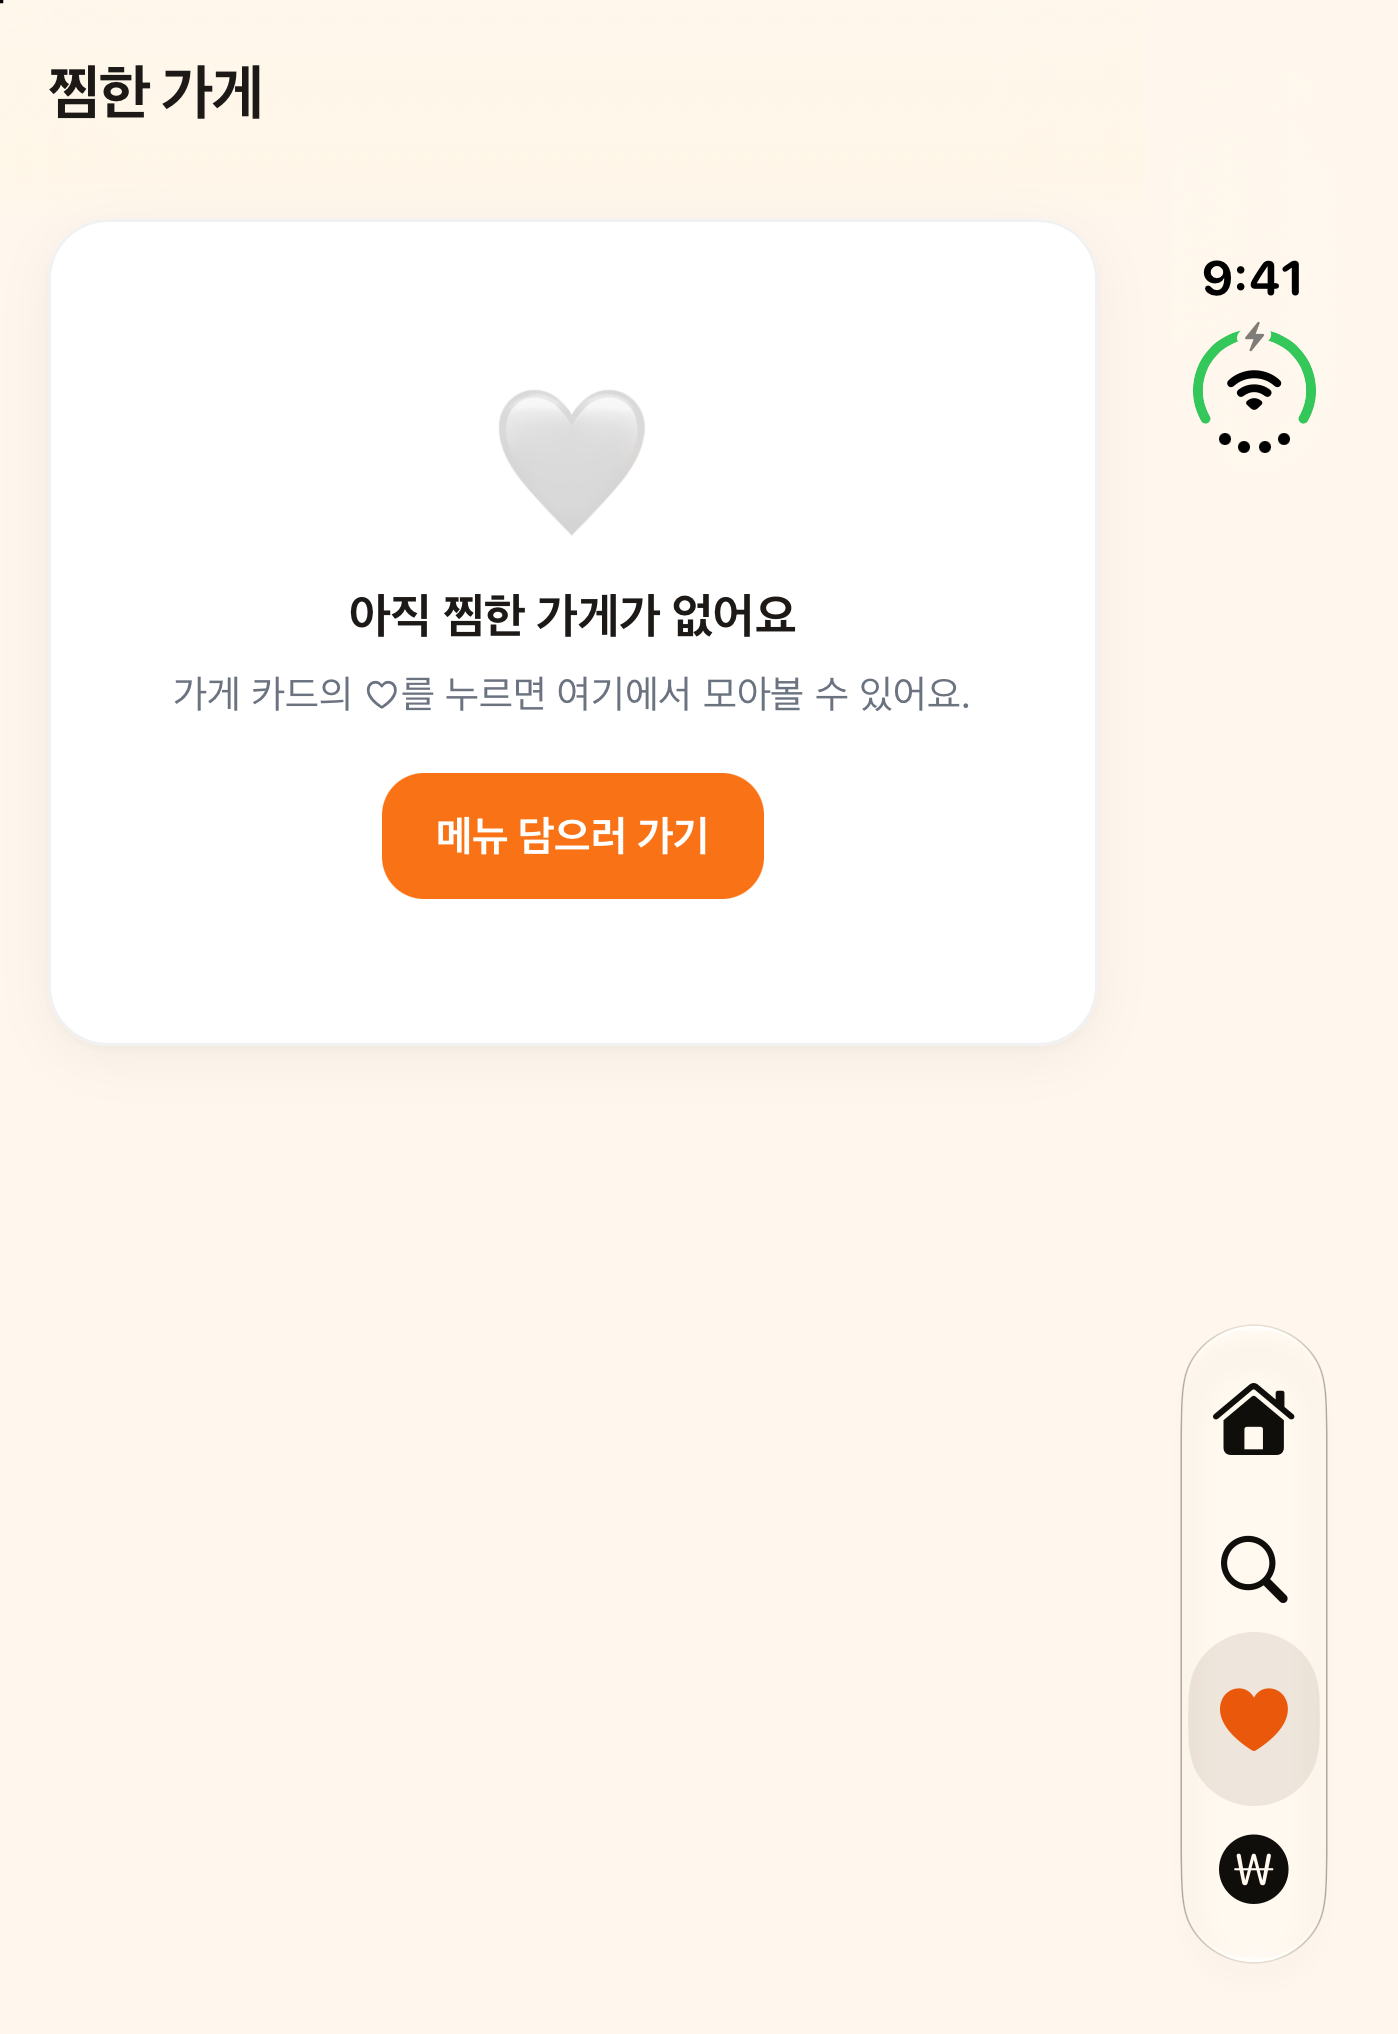 찜한 가게
9:41
아직 찜한 가게가 없어요
가게 카드의 ♡를 누르면 여기에서 모아볼 수 있어요.
메뉴 담으러 가기
₩